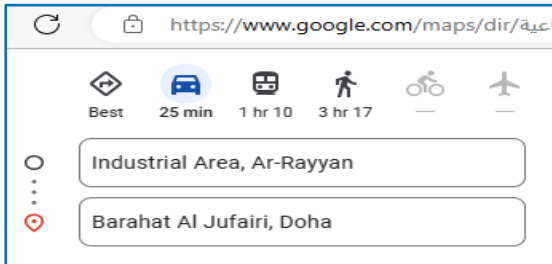 https://www.google.com/maps/dir/عية
Best 25 min 1 hr 10 3 hr 17 — —
Industrial Area, Ar-Rayyan
Barahat Al Jufairi, Doha